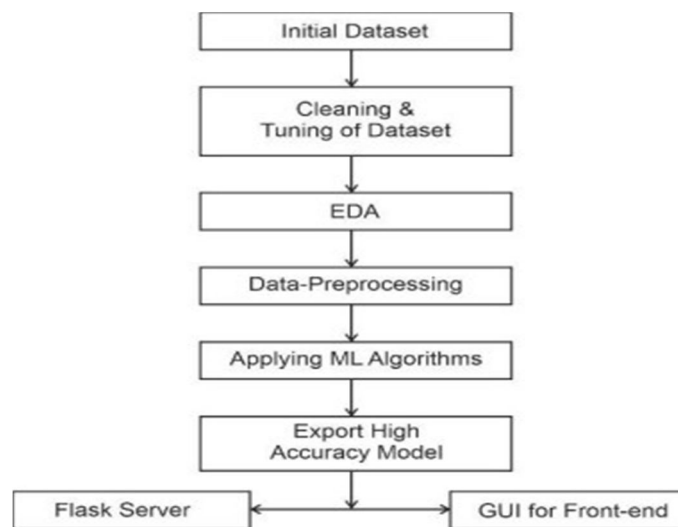 Initial Dataset
Cleaning &
Tuning of Dataset
EDA
Data-Preprocessing
Applying ML Algorithms
Export High
Accuracy Model
Flask Server
GUI for Front-end